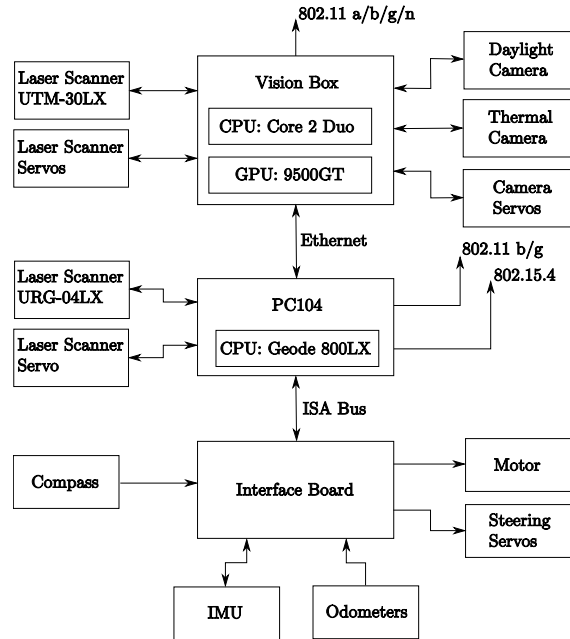 802.11 a/b/g/n
Laser Scanner
UTM-30LX
Vision Box
Daylight
Camera
CPU: Core 2 Duo
Thermal
Camera
Laser Scanner
Servos
GPU: 9500GT
Camera
Servos
Ethernet
802.11 b/g
802.15.4
Laser Scanner
URG-04LX
PC104
Laser Scanner
Servo
CPU: Geode 800LX
ISA Bus
Compass
Interface Board
Motor
Steering
Servos
IMU
Odometers